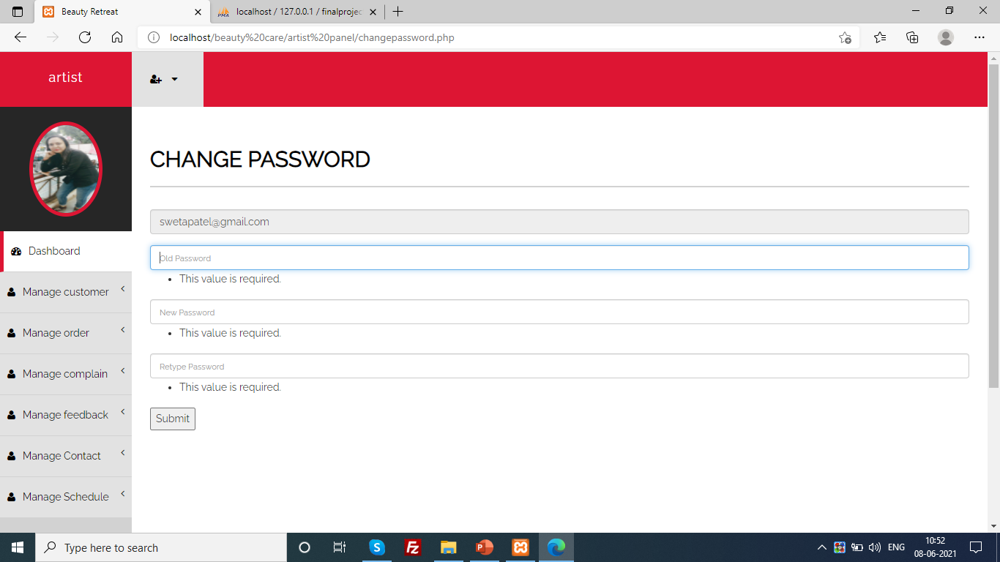 Beauty Retreat
localhost / 127.0.0.1 / finalprojec
localhost/beauty%20care/artist%20panel/changepassword.php
artist
CHANGE PASSWORD
swetapatel@gmail.com
Old Password
This value is required.
New Password
This value is required.
Retype Password
This value is required.
Submit
Dashboard
Manage customer
Manage order
Manage complain
Manage feedback
Manage Contact
Manage Schedule
Type here to search
ENG
10:52
08-06-2021